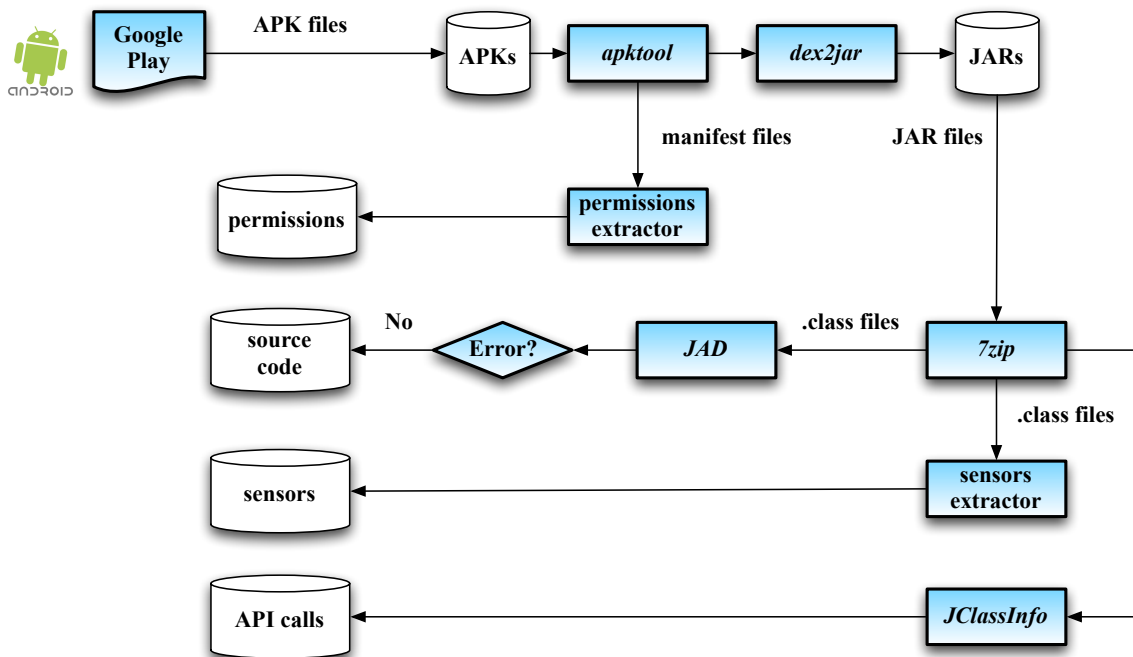 Google
Play
APK files
APKs
apktool
dex2jar
JARs
ANDROID
manifest files
JAR files
permissions
permissions
extractor
source
code
No
Error?
JAD
.class files
7zip
.class files
sensors
sensors
extractor
API calls
JClassInfo